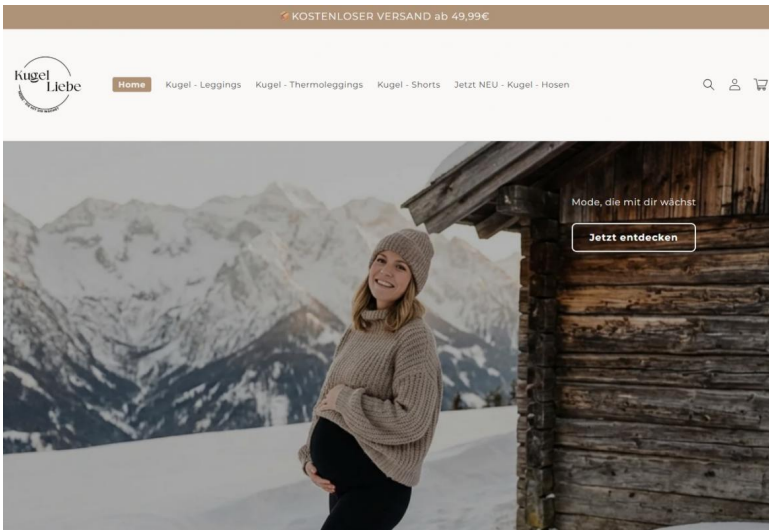 📦 KOSTENLOSER VERSAND ab 49,99€
Kugel
Liebe
Home
Kugel - Leggings
Kugel - Thermoleggings
Kugel - Shorts
Jetzt NEU - Kugel - Hosen
Mode, die mit dir wächst
Jetzt entdecken